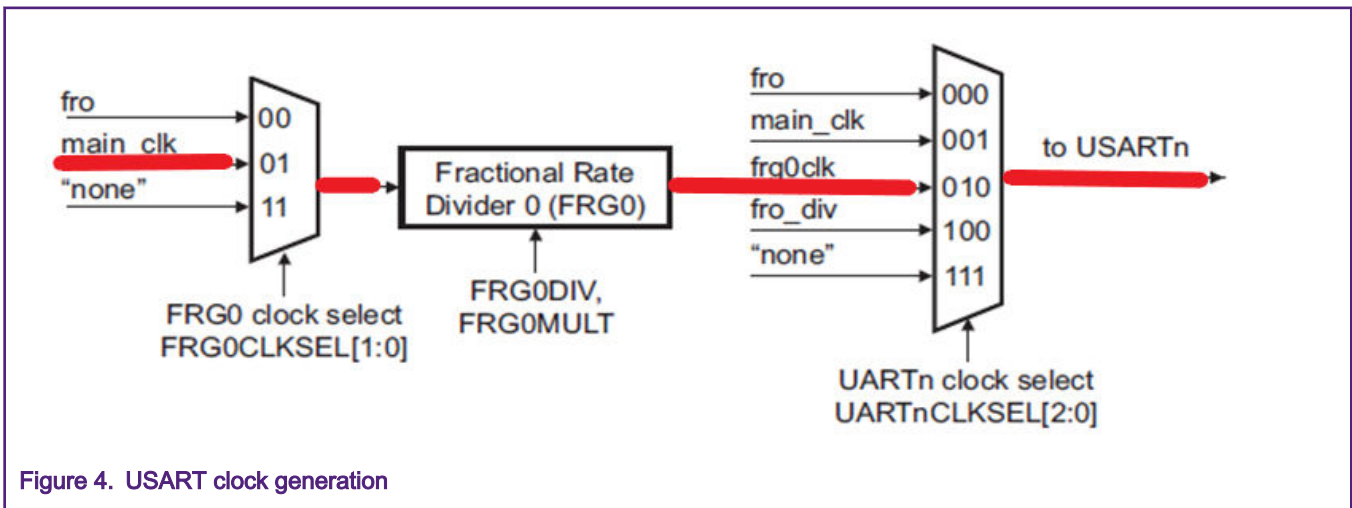 fro
main_clk
“none”
00
01
11
FRG0 clock select
FRG0CLKSEL[1:0]
Fractional Rate
Divider 0 (FRG0)
FRG0DIV,
FRG0MULT
fro
main_clk
frg0clk
fro_div
“none”
000
001
010
100
111
to USARTn
UARTn clock select
UARTnCLKSEL[2:0]
Figure 4. USART clock generation